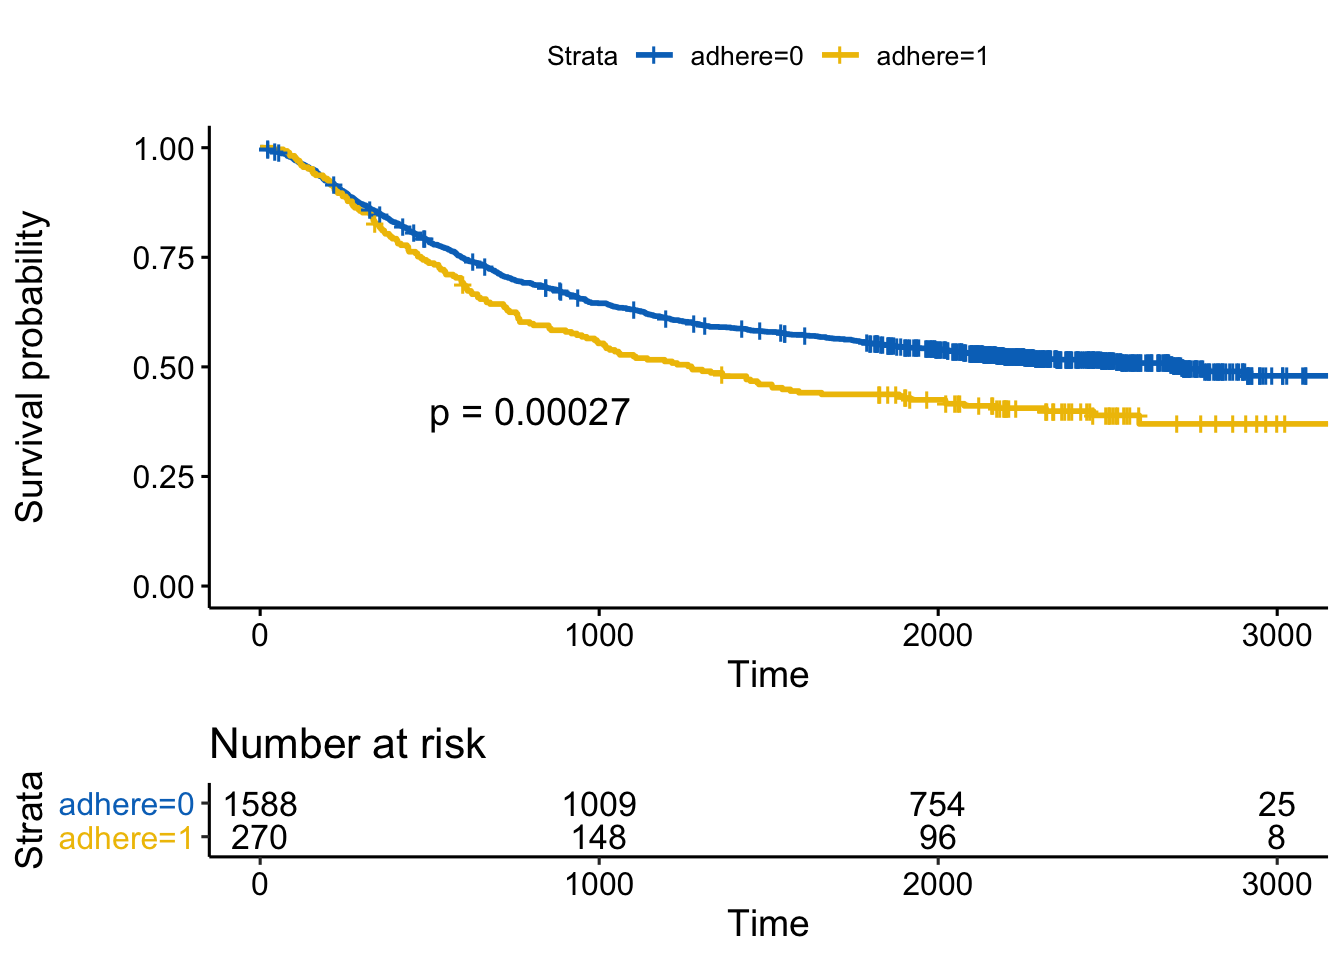 Strata adhere=0 adhere=1
Survival probability
1.00
0.75
0.50
0.25
0.00
p = 0.00027
0 1000 2000 3000
Time
Number at risk
Strata
adhere=0 1588 1009 754 25
adhere=1 270 148 96 8
0 1000 2000 3000
Time